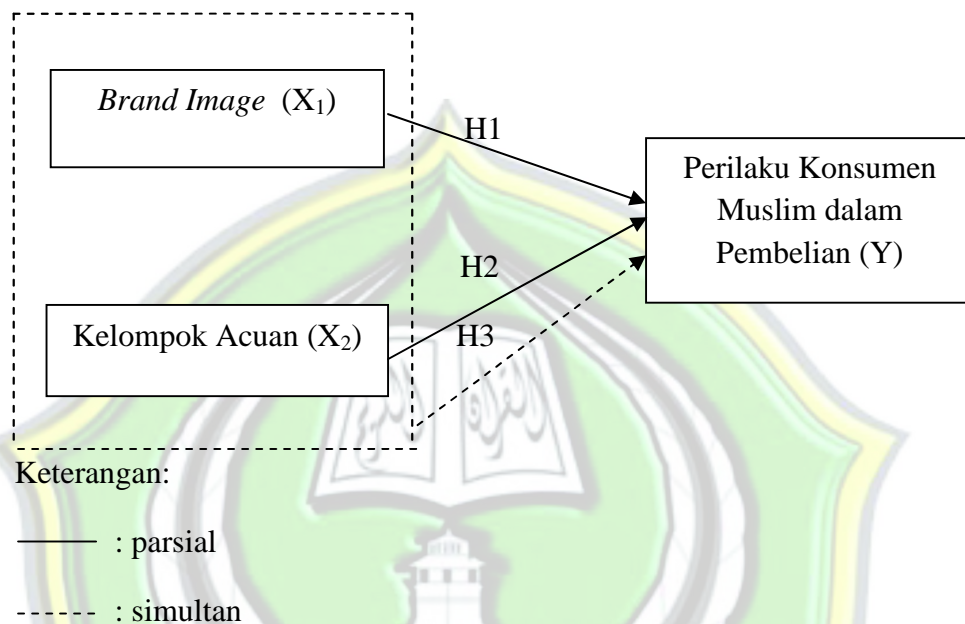 Brand Image (X₁)
H1
Perilaku Konsumen
Muslim dalam
Pembelian (Y)
H2
Kelompok Acuan (X₂)
H3
Keterangan:
: parsial
: simultan